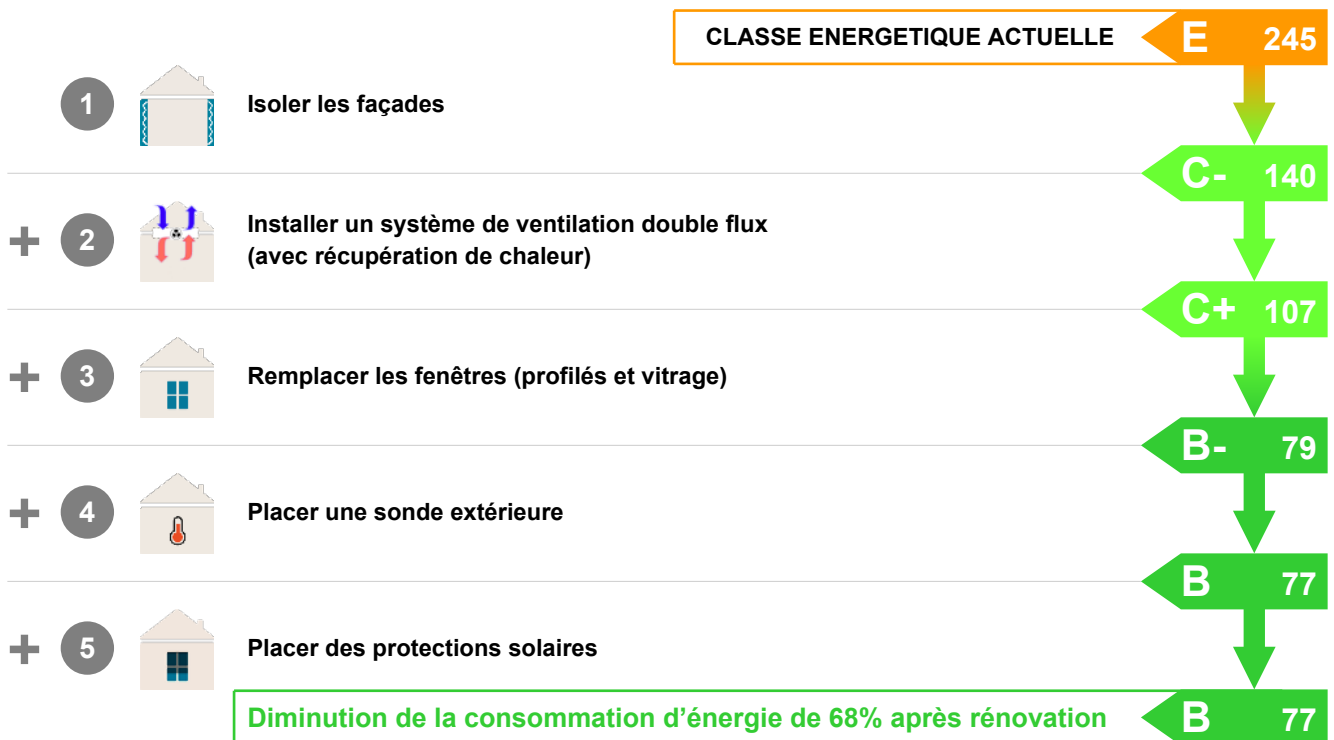 CLASSE ENERGETIQUE ACTUELLE E 245
1 Isoler les façades
C- 140
+ 2 Installer un système de ventilation double flux
(avec récupération de chaleur)
C+ 107
+ 3 Remplacer les fenêtres (profilés et vitrage)
B- 79
+ 4 Placer une sonde extérieure
B 77
+ 5 Placer des protections solaires
Diminution de la consommation d’énergie de 68% après rénovation B 77